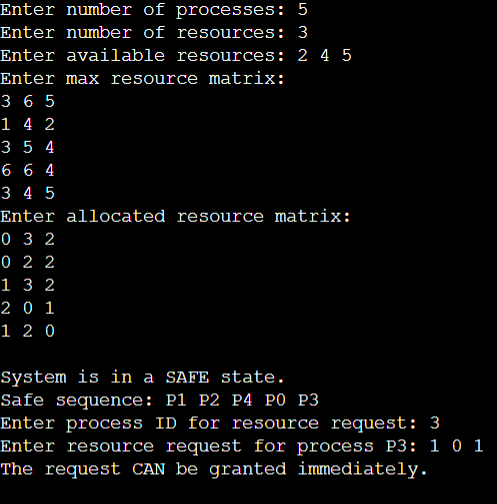 Enter number of processes: 5
Enter number of resources: 3
Enter available resources: 2 4 5
Enter max resource matrix:
3 6 5
1 4 2
3 5 4
6 6 4
3 4 5
Enter allocated resource matrix:
0 3 2
0 2 2
1 3 2
2 0 1
1 2 0
System is in a SAFE state.
Safe sequence: P1 P2 P4 P0 P3
Enter process ID for resource request: 3
Enter resource request for process P3: 1 0 1
The request CAN be granted immediately.